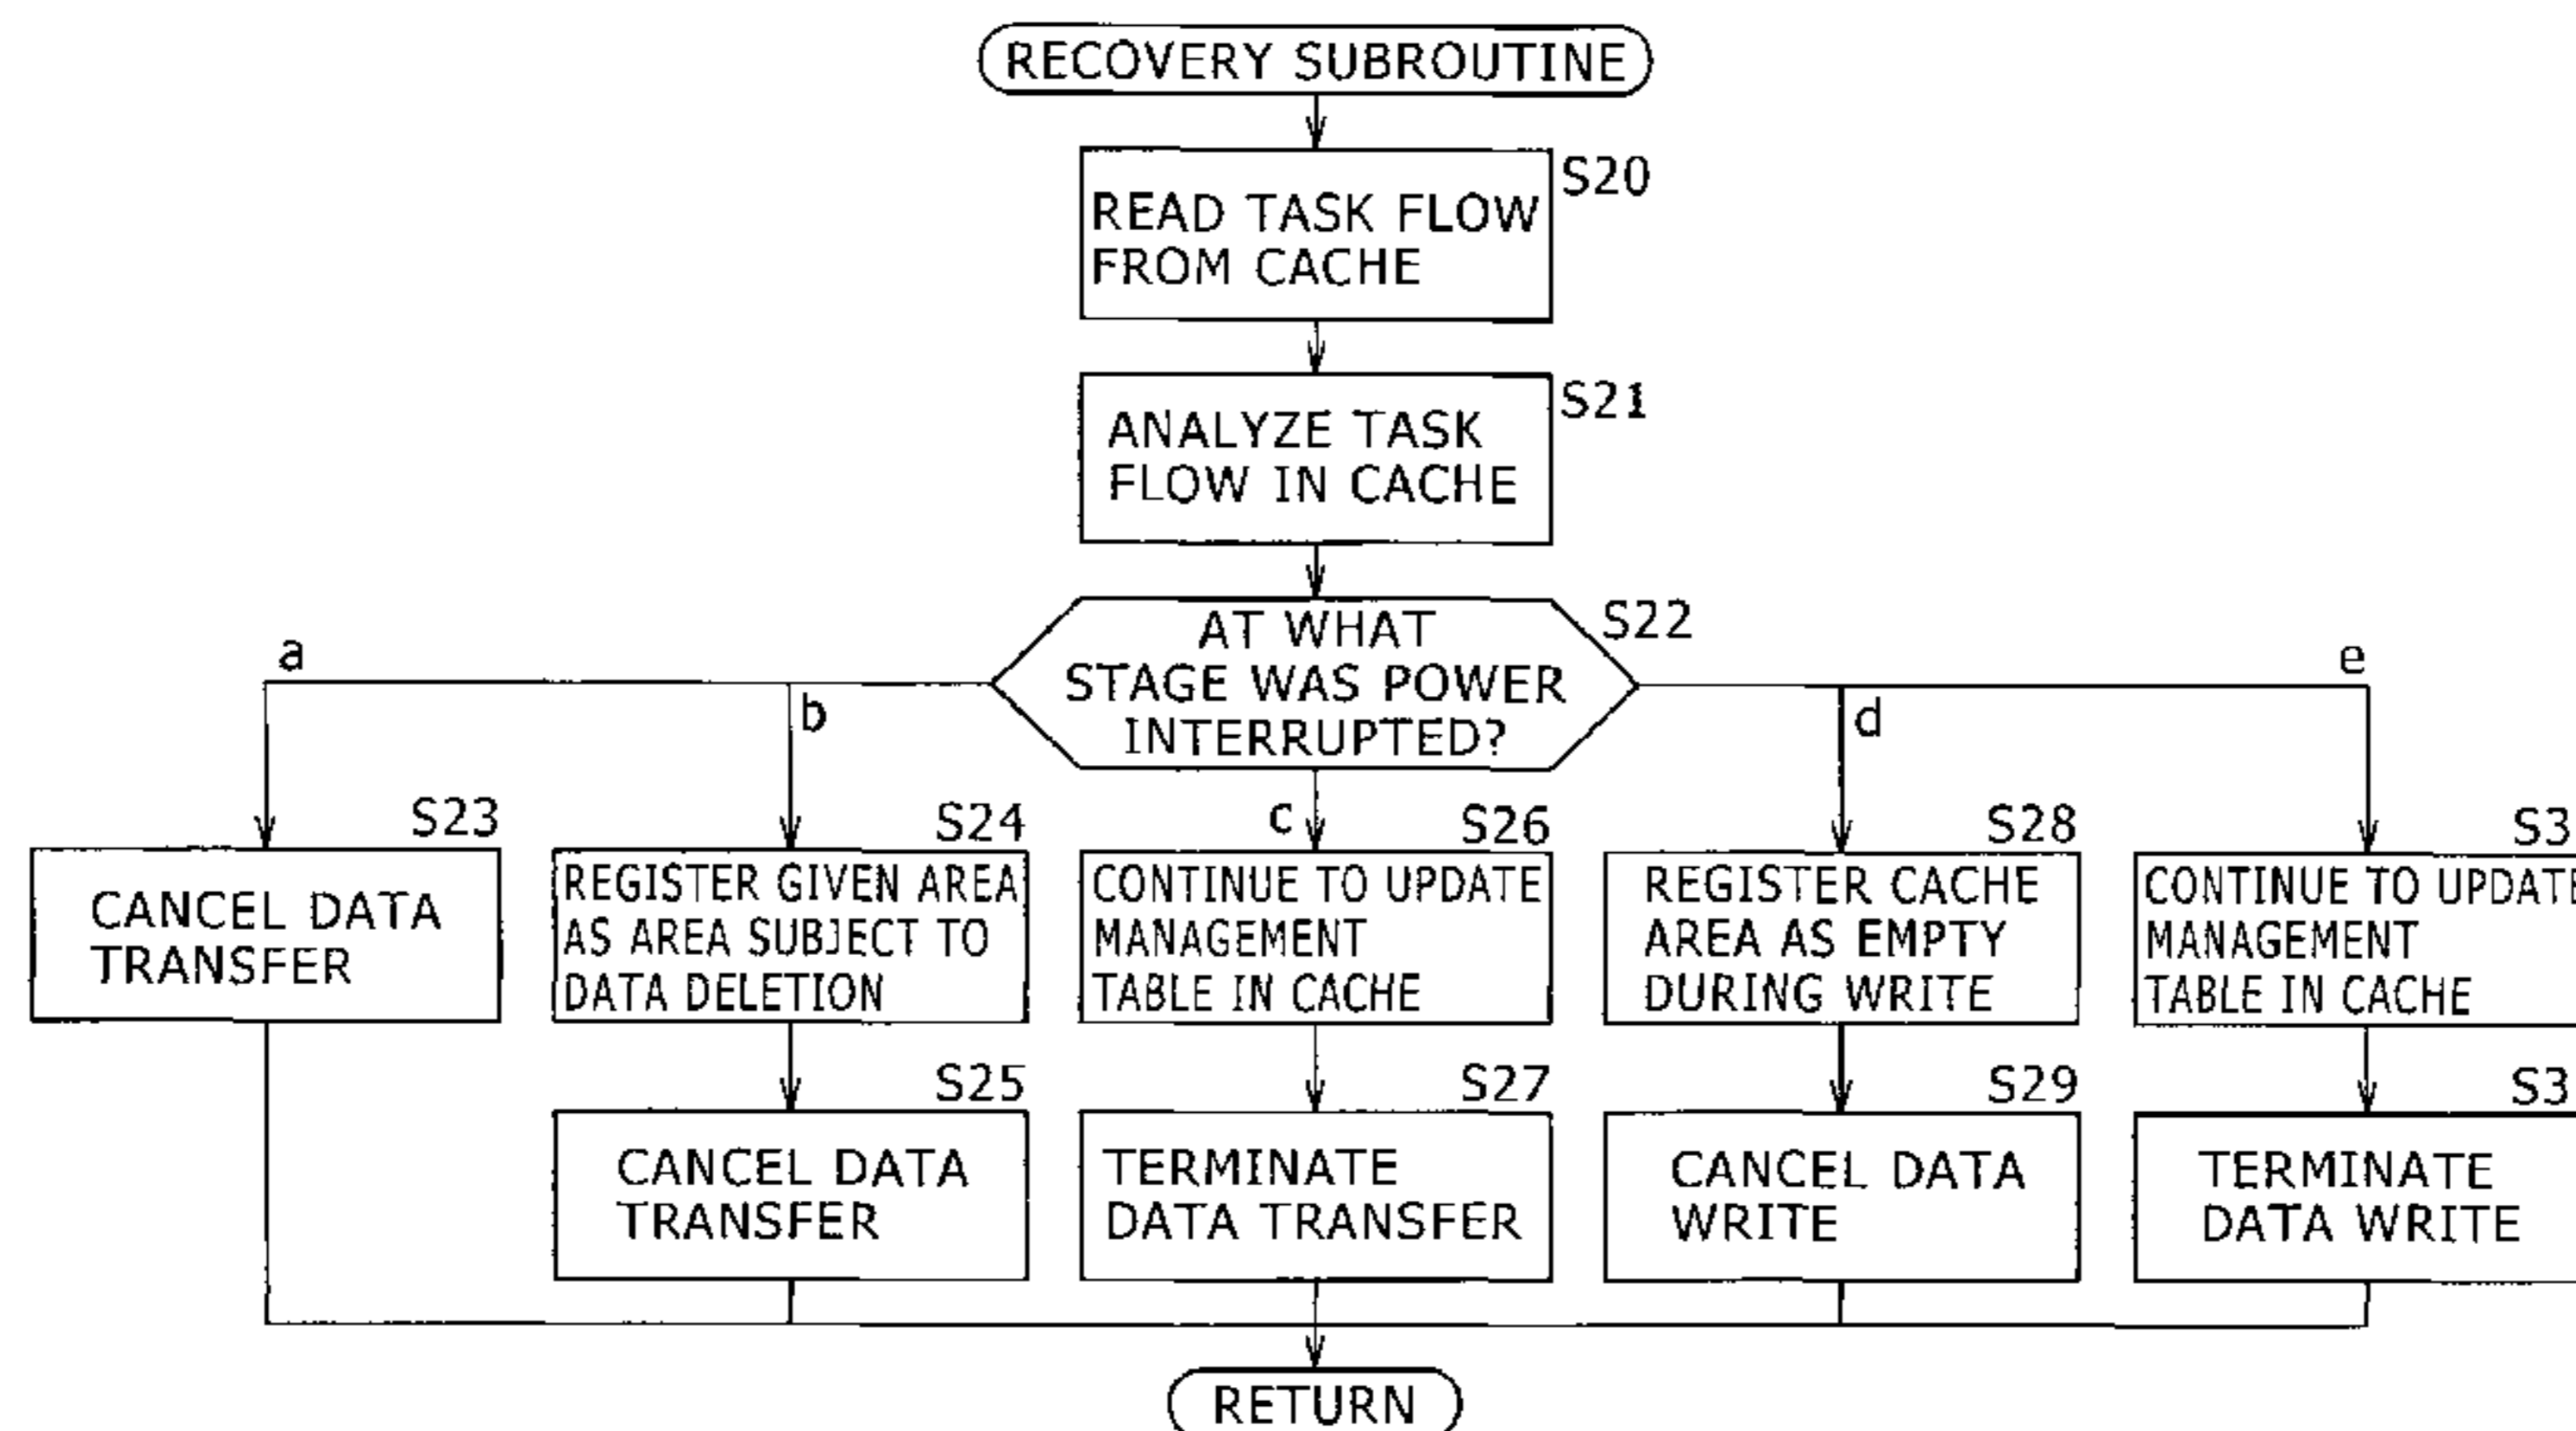 RECOVERY SUBROUTINE
S20
READ TASK FLOW
FROM CACHE
S21
ANALYZE TASK
FLOW IN CACHE
S22
AT WHAT
STAGE WAS POWER
INTERRUPTED?
a
b
c
d
e
S23
CANCEL DATA
TRANSFER
S24
REGISTER GIVEN AREA
AS AREA SUBJECT TO
DATA DELETION
S26
CONTINUE TO UPDATE
MANAGEMENT
TABLE IN CACHE
S28
REGISTER CACHE
AREA AS EMPTY
DURING WRITE
S3
CONTINUE TO UPDATE
MANAGEMENT
TABLE IN CACHE
S25
CANCEL DATA
TRANSFER
S27
TERMINATE
DATA TRANSFER
S29
CANCEL DATA
WRITE
S3
TERMINATE
DATA WRITE
RETURN